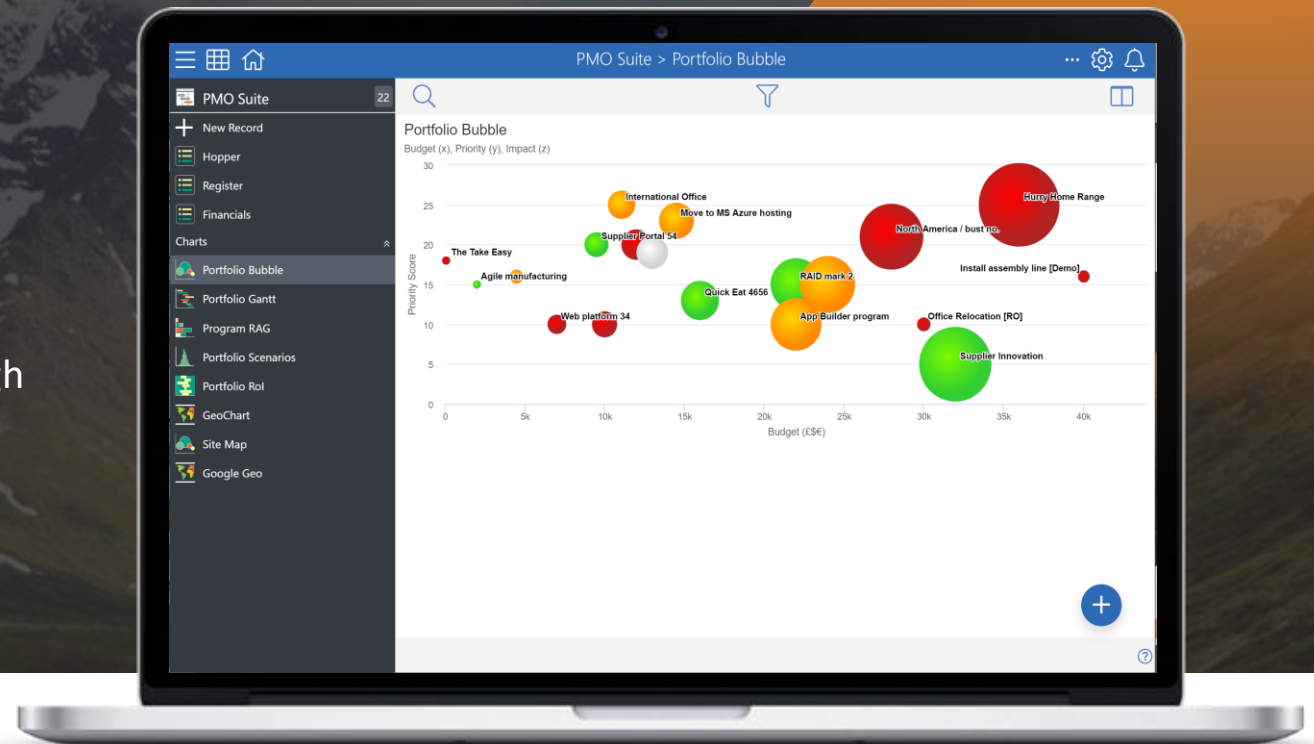 PMO Suite > Portfolio Bubble
PMO Suite
22
New Record
Hopper
Register
Financials
Charts
Portfolio Bubble
Portfolio Gantt
Program RAG
Portfolio Scenarios
Portfolio RoI
GeoChart
Site Map
Google Geo
Portfolio Bubble
Budget (x), Priority (y), Impact (z)
Priority Score
30
25
20
15
10
5
0
International Office
Move to MS Azure hosting
Hurry Home Range
Supplier Portal 54
North America / bust no.
The Take Easy
Agile manufacturing
Install assembly line [Demo]
RAID mark 2
Quick Eat 4656
Web platform 34
App Builder program
Office Relocation [RO]
Supplier Innovation
0
5k
10k
15k
20k
25k
30k
35k
40k
Budget (£$€)